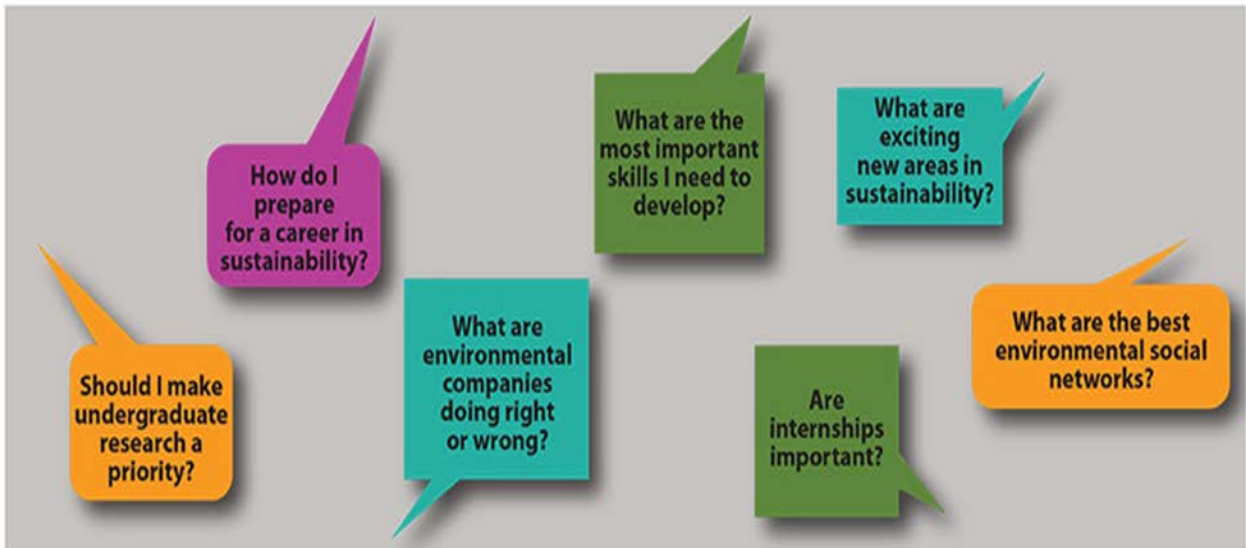 How do I
prepare
for a career in
sustainability?
What are the
most important
skills I need to
develop?
What are
exciting
new areas in
sustainability?
Should I make
undergraduate
research a
priority?
What are
environmental
companies
doing right
or wrong?
Are
internships
important?
What are the best
environmental social
networks?